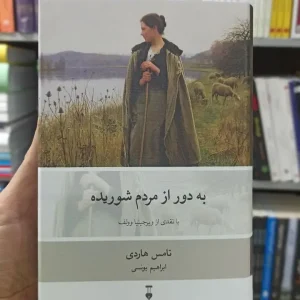 به دور از مردم شوریده
با نقدی از ویرجینیا وولف
تامس هاردی
ابراهیم یونسی